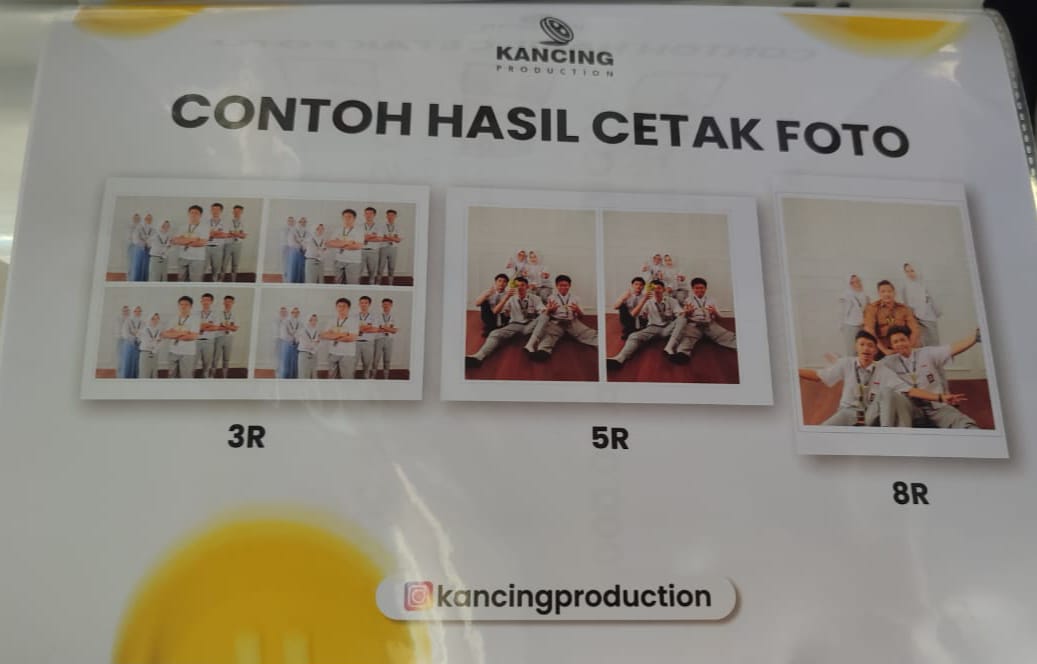 KANCING
PRODUCTION
CONTOH HASIL CETAK FOTO
3R
5R
8R
kancingproduction